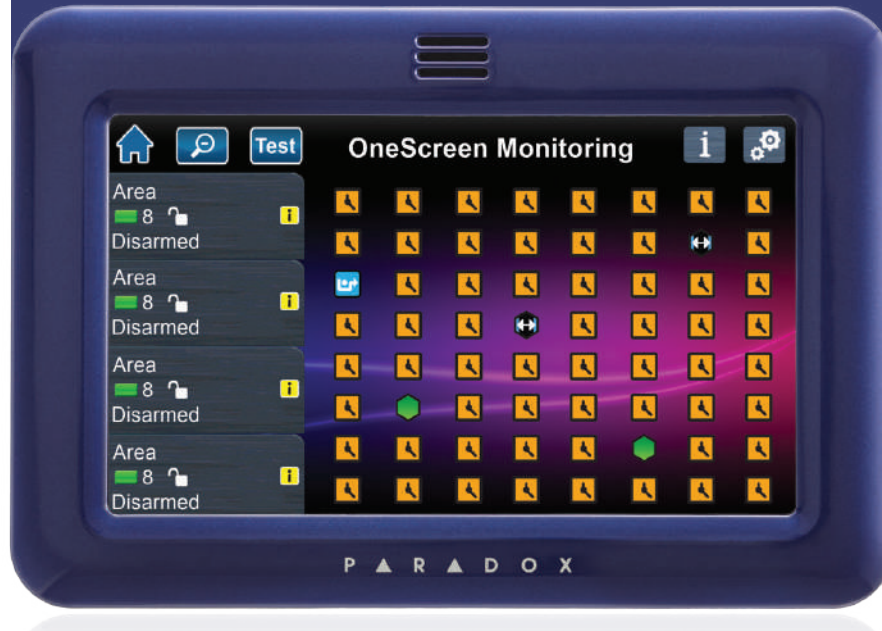 Test
OneScreen Monitoring
i
Area
8
i
Disarmed
Area
8
i
Disarmed
Area
8
i
Disarmed
Area
8
i
Disarmed
PARADOX